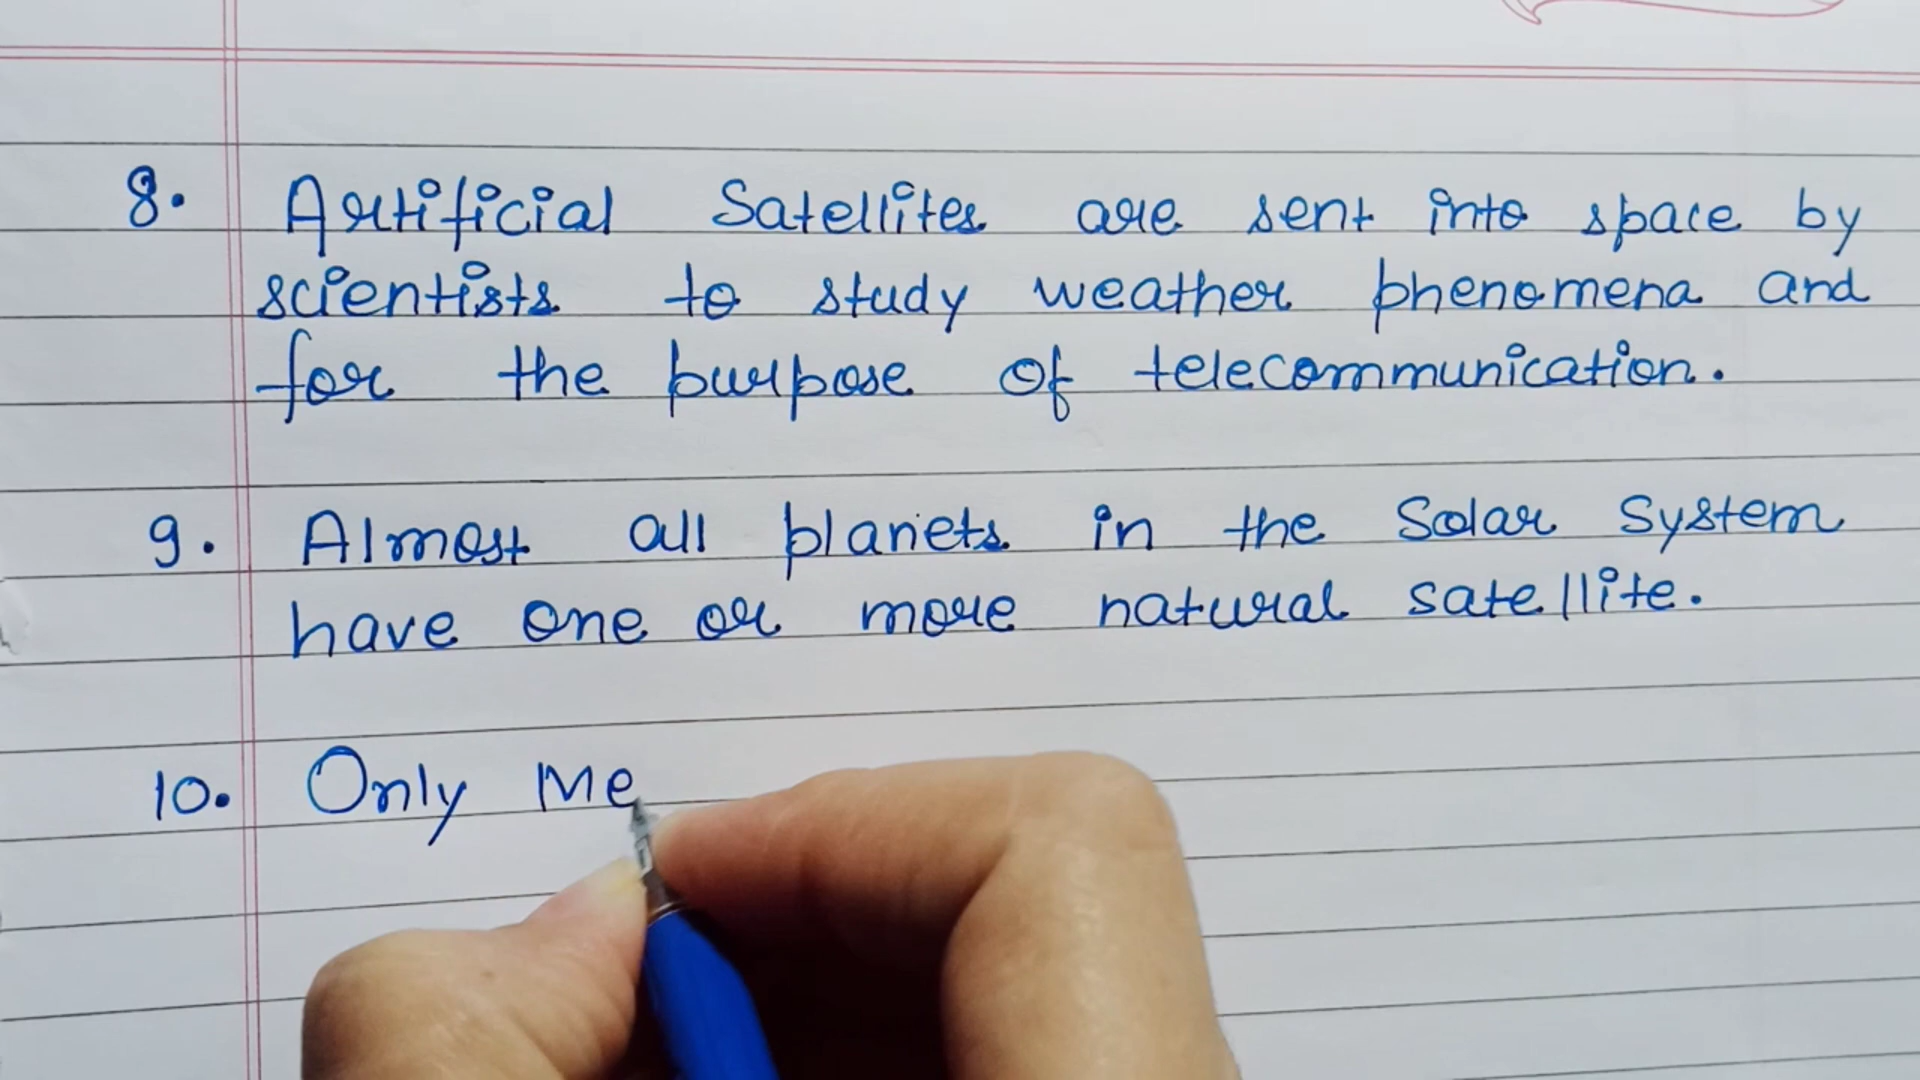 8. Artificial Satellites are sent into space by
scientists to study weather phenomena and
for the purpose of telecommunication.
9. Almost all planets in the Solar System
have one or more natural satellite.
10. Only Me